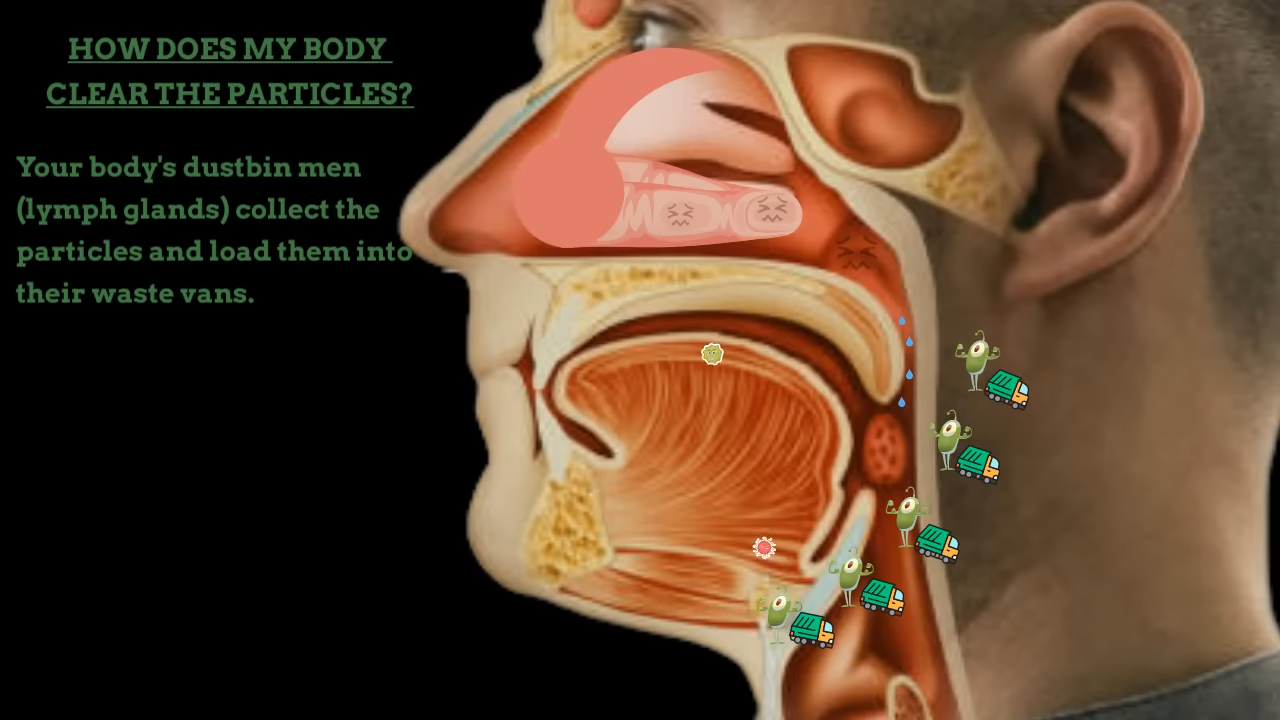 HOW DOES MY BODY
CLEAR THE PARTICLES?
Your body's dustbin men
(lymph glands) collect the
particles and load them into
their waste vans.